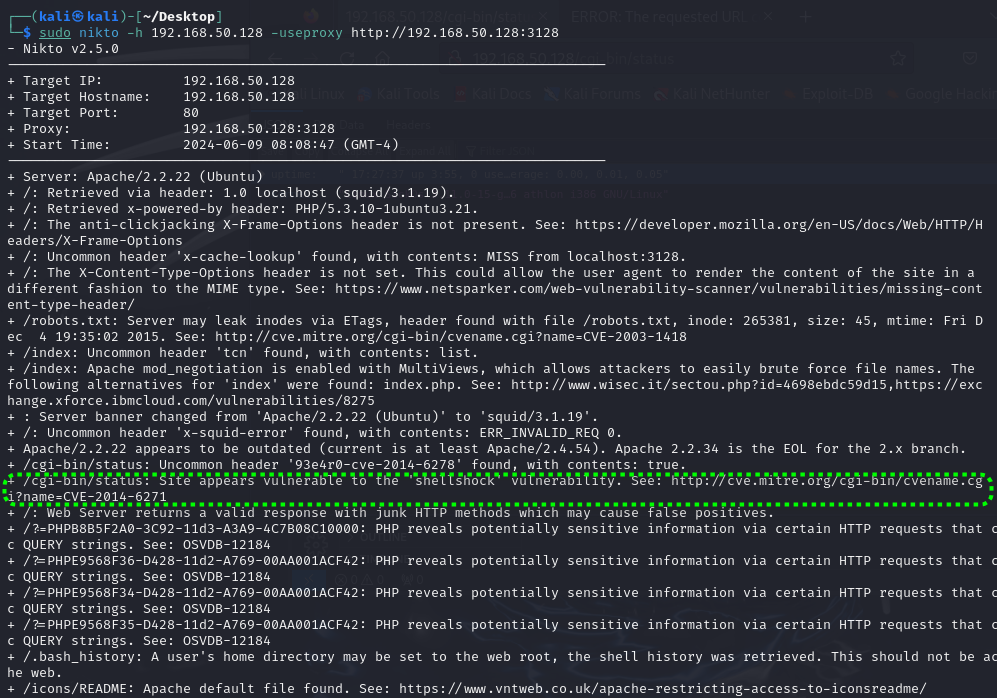 (kali㉿kali)-[~/Desktop]
$ sudo nikto -h 192.168.50.128 -useproxy http://192.168.50.128:3128
- Nikto v2.5.0
+ Target IP: 192.168.50.128
+ Target Hostname: 192.168.50.128
+ Target Port: 80
+ Proxy: 192.168.50.128:3128
+ Start Time: 2024-06-09 08:08:47 (GMT-4)
+ Server: Apache/2.2.22 (Ubuntu)
+ /: Retrieved via header: 1.0 localhost (squid/3.1.19).
+ /: Retrieved x-powered-by header: PHP/5.3.10-1ubuntu3.21.
+ /: The anti-clickjacking X-Frame-Options header is not present. See: https://developer.mozilla.org/en-US/docs/Web/HTTP/H
eaders/X-Frame-Options
+ /: Uncommon header 'x-cache-lookup' found, with contents: MISS from localhost:3128.
+ /: The X-Content-Type-Options header is not set. This could allow the user agent to render the content of the site in a
different fashion to the MIME type. See: https://www.netsparker.com/web-vulnerability-scanner/vulnerabilities/missing-cont
ent-type-header/
+ /robots.txt: Server may leak inodes via ETags, header found with file /robots.txt, inode: 265381, size: 45, mtime: Fri D
ec  4 19:35:02 2015. See: http://cve.mitre.org/cgi-bin/cvename.cgi?name=CVE-2003-1418
+ /index: Uncommon header 'tcn' found, with contents: list.
+ /index: Apache mod_negotiation is enabled with MultiViews, which allows attackers to easily brute force file names. The
following alternatives for 'index' were found: index.php. See: http://www.wisec.it/sectou.php?id=4698ebdc59d15,https://exc
hange.xforce.ibmcloud.com/vulnerabilities/8275
+ : Server banner changed from 'Apache/2.2.22 (Ubuntu)' to 'squid/3.1.19'.
+ /: Uncommon header 'x-squid-error' found, with contents: ERR_INVALID_REQ 0.
+ Apache/2.2.22 appears to be outdated (current is at least Apache/2.4.54). Apache 2.2.34 is the EOL for the 2.x branch.
+ /cgi-bin/status: Uncommon header '93e4r0-cve-2014-6278' found, with contents: true.
+ /cgi-bin/status: Site appears vulnerable to the 'shellshock' vulnerability. See: http://cve.mitre.org/cgi-bin/cvename.cg
i?name=CVE-2014-6271
+ /: Web Server returns a valid response with junk HTTP methods which may cause false positives.
+ /?=PHPB8B5F2A0-3C92-11d3-A3A9-4C7B08C10000: PHP reveals potentially sensitive information via certain HTTP requests that c
c QUERY strings. See: OSVDB-12184
+ /?=PHPE9568F36-D428-11d2-A769-00AA001ACF42: PHP reveals potentially sensitive information via certain HTTP requests that c
c QUERY strings. See: OSVDB-12184
+ /?=PHPE9568F34-D428-11d2-A769-00AA001ACF42: PHP reveals potentially sensitive information via certain HTTP requests that c
c QUERY strings. See: OSVDB-12184
+ /?=PHPE9568F35-D428-11d2-A769-00AA001ACF42: PHP reveals potentially sensitive information via certain HTTP requests that c
c QUERY strings. See: OSVDB-12184
+ /.bash_history: A user's home directory may be set to the web root, the shell history was retrieved. This should not be ac
he web.
+ /icons/README: Apache default file found. See: https://www.vntweb.co.uk/apache-restricting-access-to-iconsreadme/